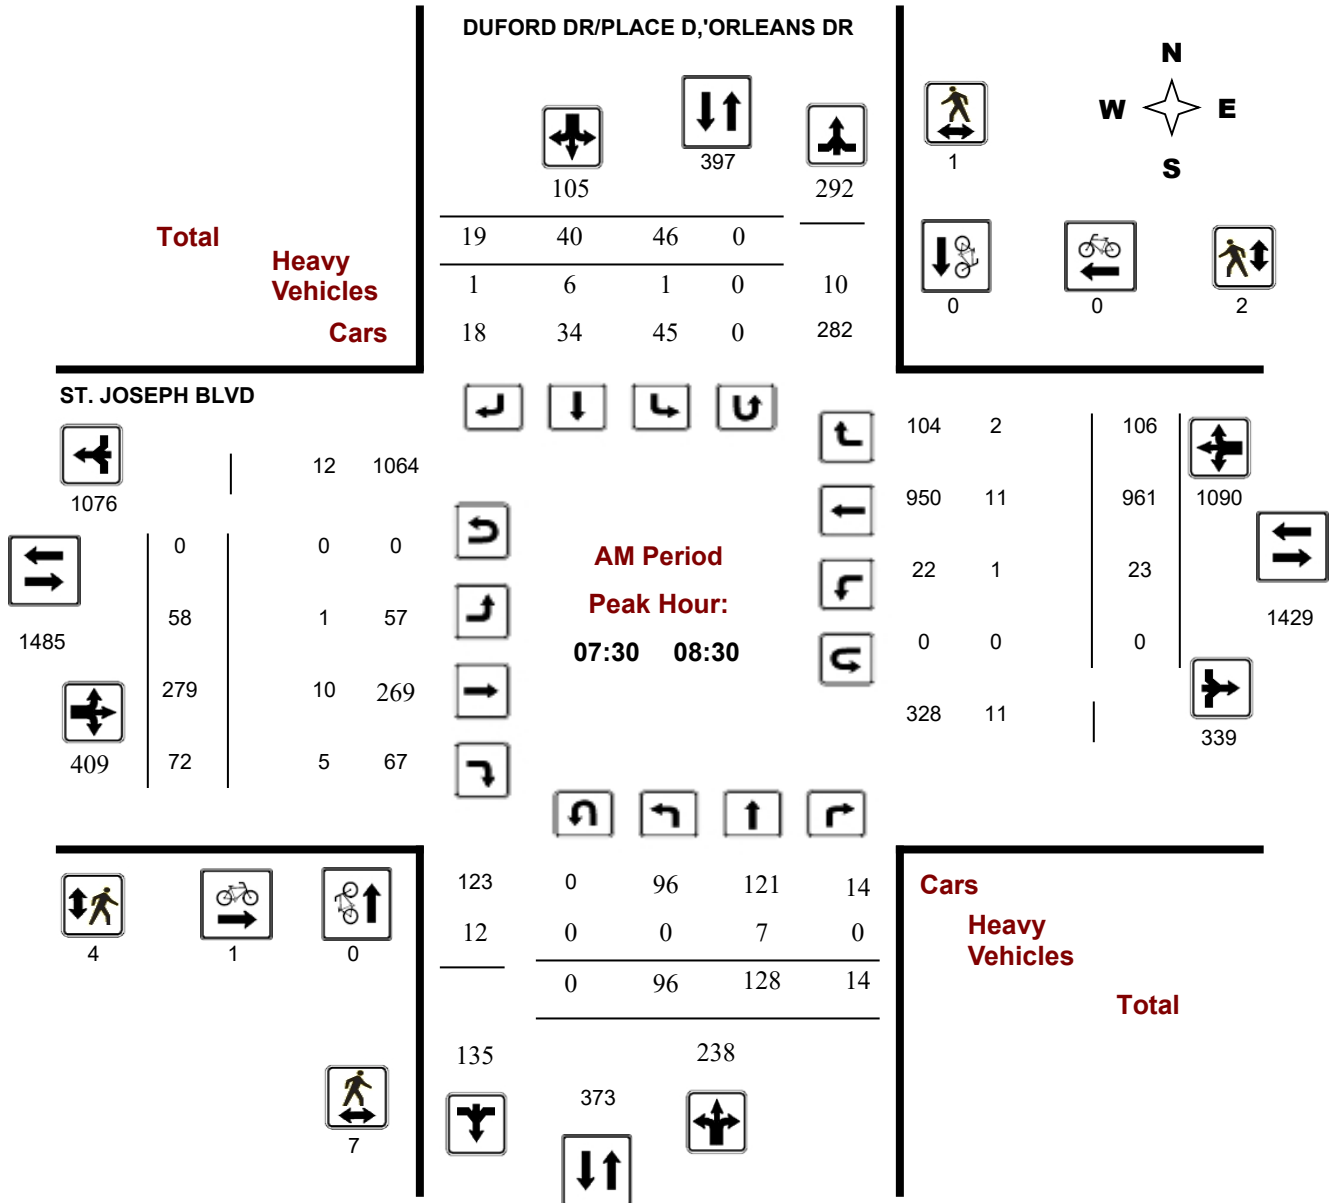 DUFORD DR/PLACE D,'ORLEANS DR
N
W E
S
397
1
105 292
Total 19 40 46 0
Heavy
Vehicles 1 6 1 0 10
Cars 18 34 45 0 282
0 0 2
ST. JOSEPH BLVD
104 2 106
12 1064
1076
950 11 961 1090
0 0 0
AM Period
22 1 23
58 1 57
Peak Hour:
1429
1485
07:30 08:30
0 0 0
279 10 269
328 11
339
409 72 5 67
123 0 96 121 14 Cars
12 0 0 7 0 Heavy
Vehicles
4 1 0
0 96 128 14
Total
135 238
373
7